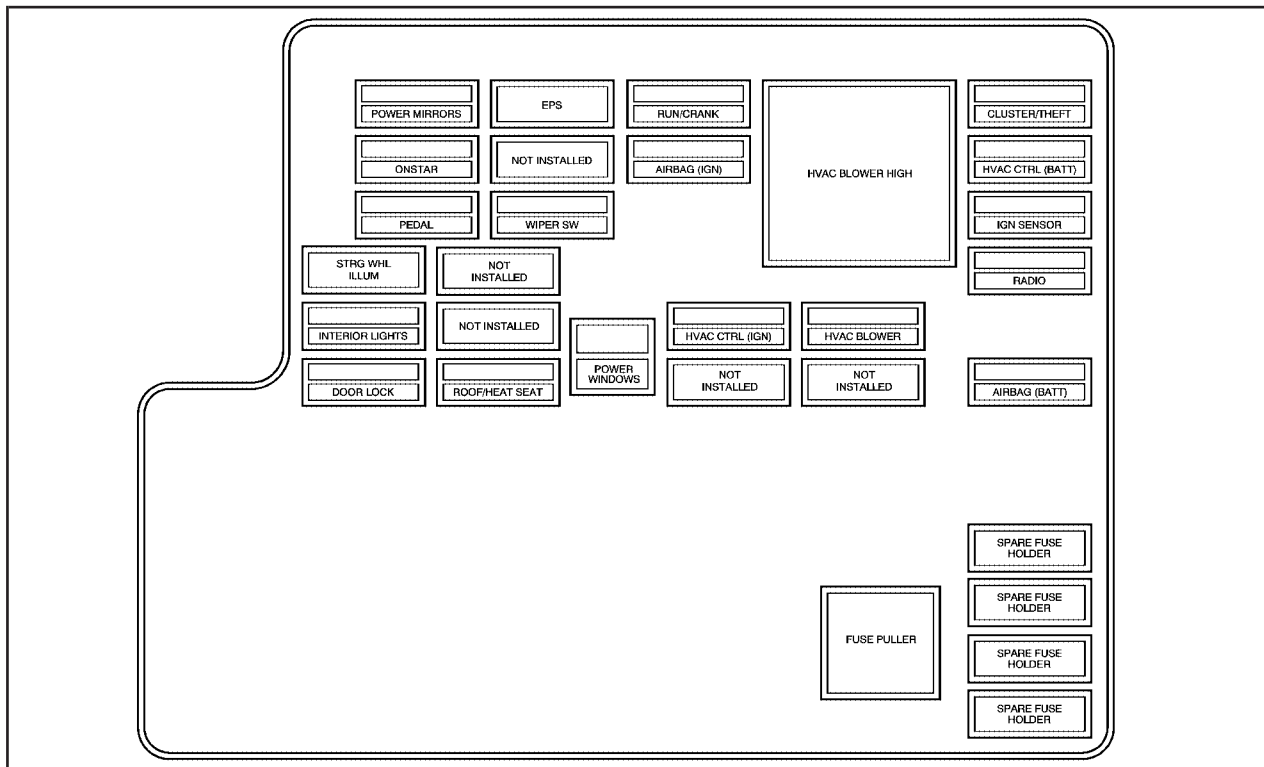 POWER MIRRORS
EPS
RUN/CRANK
HVAC BLOWER HIGH
CLUSTER/THEFT
ONSTAR
NOT INSTALLED
AIRBAG (IGN)
HVAC CTRL (BATT)
PEDAL
WIPER SW
IGN SENSOR
STRG WHL
ILLUM
NOT
INSTALLED
RADIO
INTERIOR LIGHTS
NOT INSTALLED
POWER
WINDOWS
HVAC CTRL (IGN)
HVAC BLOWER
DOOR LOCK
ROOF/HEAT SEAT
NOT
INSTALLED
NOT
INSTALLED
AIRBAG (BATT)
SPARE FUSE
HOLDER
SPARE FUSE
HOLDER
FUSE PULLER
SPARE FUSE
HOLDER
SPARE FUSE
HOLDER